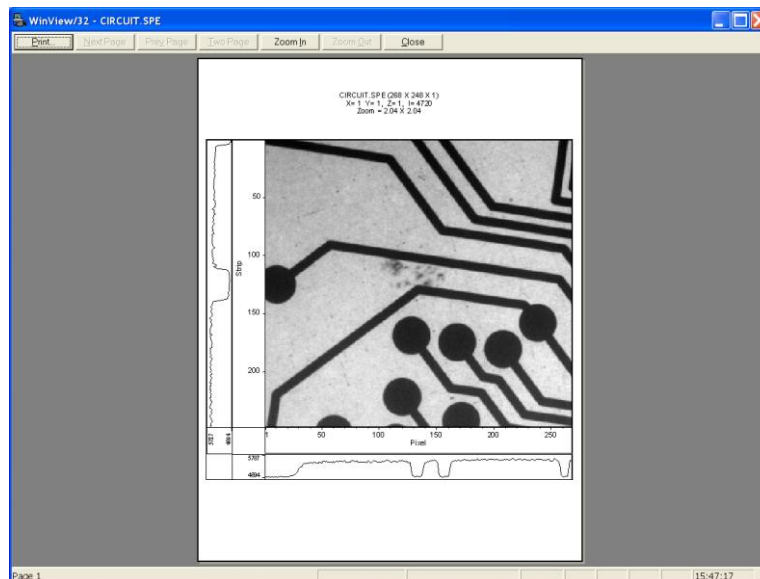 WinView/32 - CIRCUIT.SPE
Print... Next Page Prev Page Two Page Zoom In Zoom Out Close
CIRCUIT.SPE (268 X 248 X 1)
X= 1 Y= 1, Z= 1, I= 4720
Zoom = 2.04 X 2.04
50
100
Strip
150
200
1 50 100 150 200 250
Pixel
5787
4694
Page 1
15:47:17